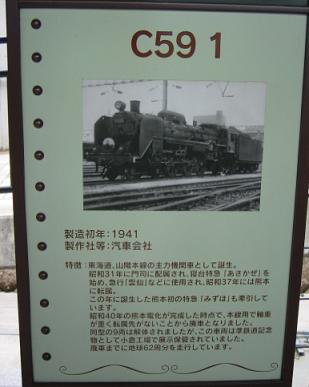 C59 1
製造初年：1941
製作社等：汽車会社
特徴：東海道、山陽本線の主力機関車として誕生。
昭和31年に門司に配属され、寝台特急「あさかぜ」を
始め、急行「雲仙」などに使用され、昭和37年には熊本
に転属。
この年に誕生した熊本初の特急「みずほ」も牽引して
います。
昭和40年の熊本電化が完成した時点で、本線用で軸重
が重く転属先がないことから廃車となりました。
同型の9両は解体されましたが、この車両は準鉄道記念
物として小倉工場で展示保管されていました。
廃車までに地球62周分を走行しています。